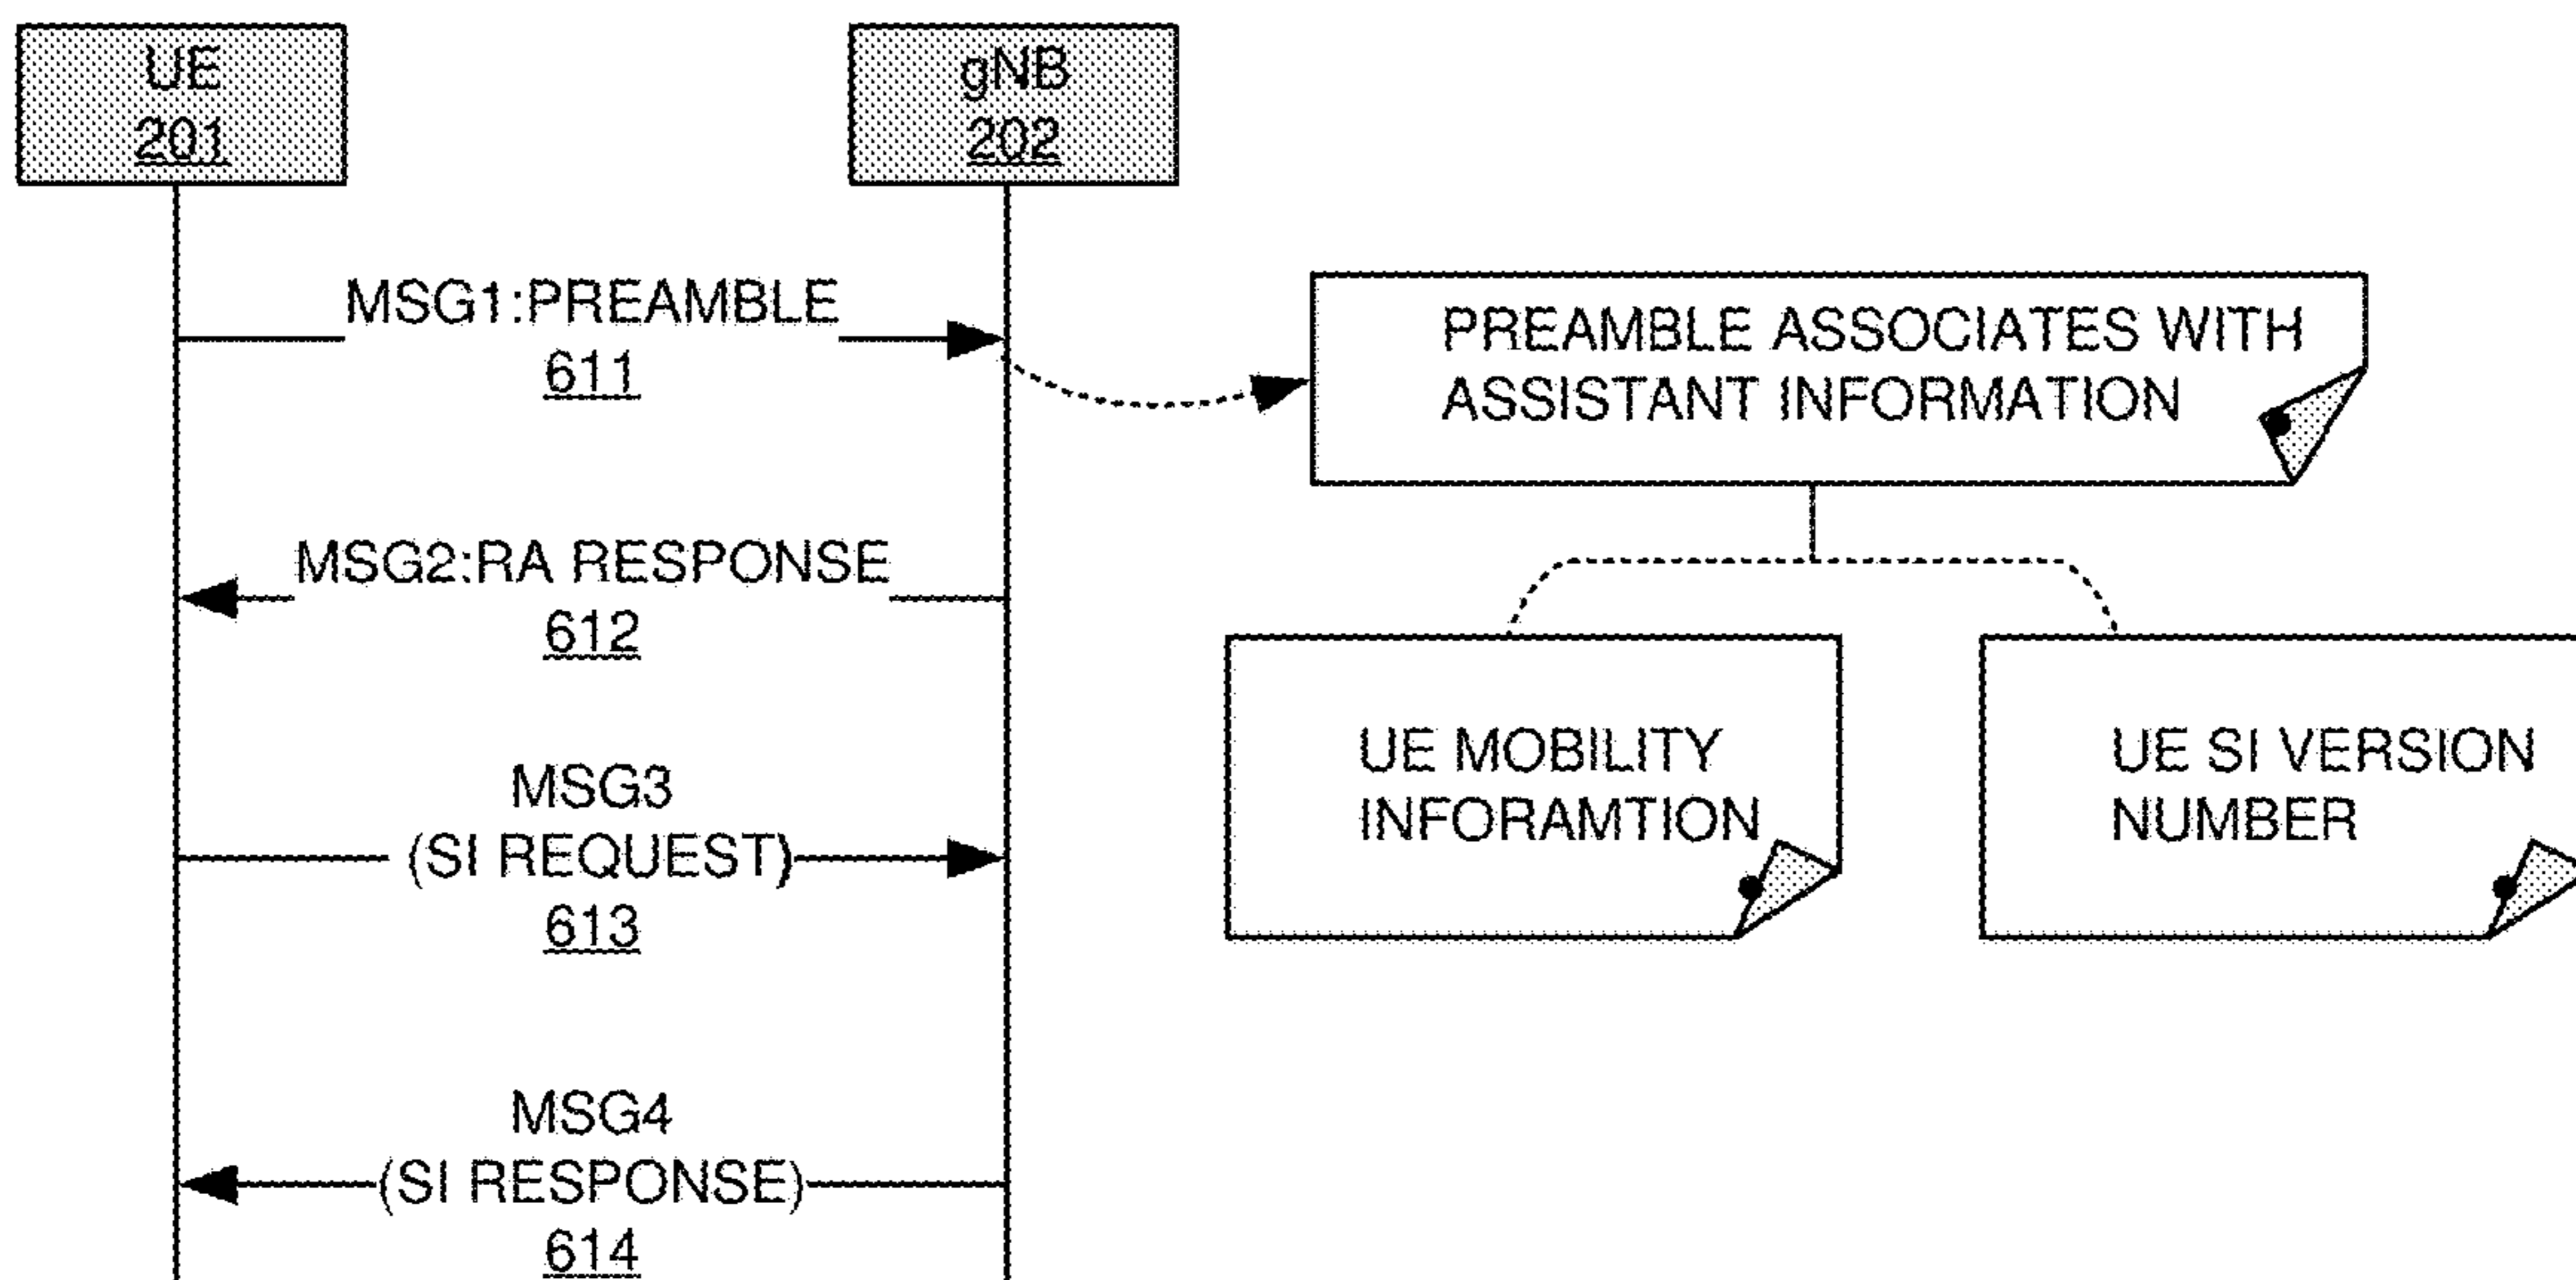 UE
201
gNB
202
MSG1:PREAMBLE
611
PREAMBLE ASSOCIATES WITH
ASSISTANT INFORMATION
MSG2:RA RESPONSE
612
UE MOBILITY
INFORAMTION
UE SI VERSION
NUMBER
MSG3
(SI REQUEST)
613
MSG4
(SI RESPONSE)
614